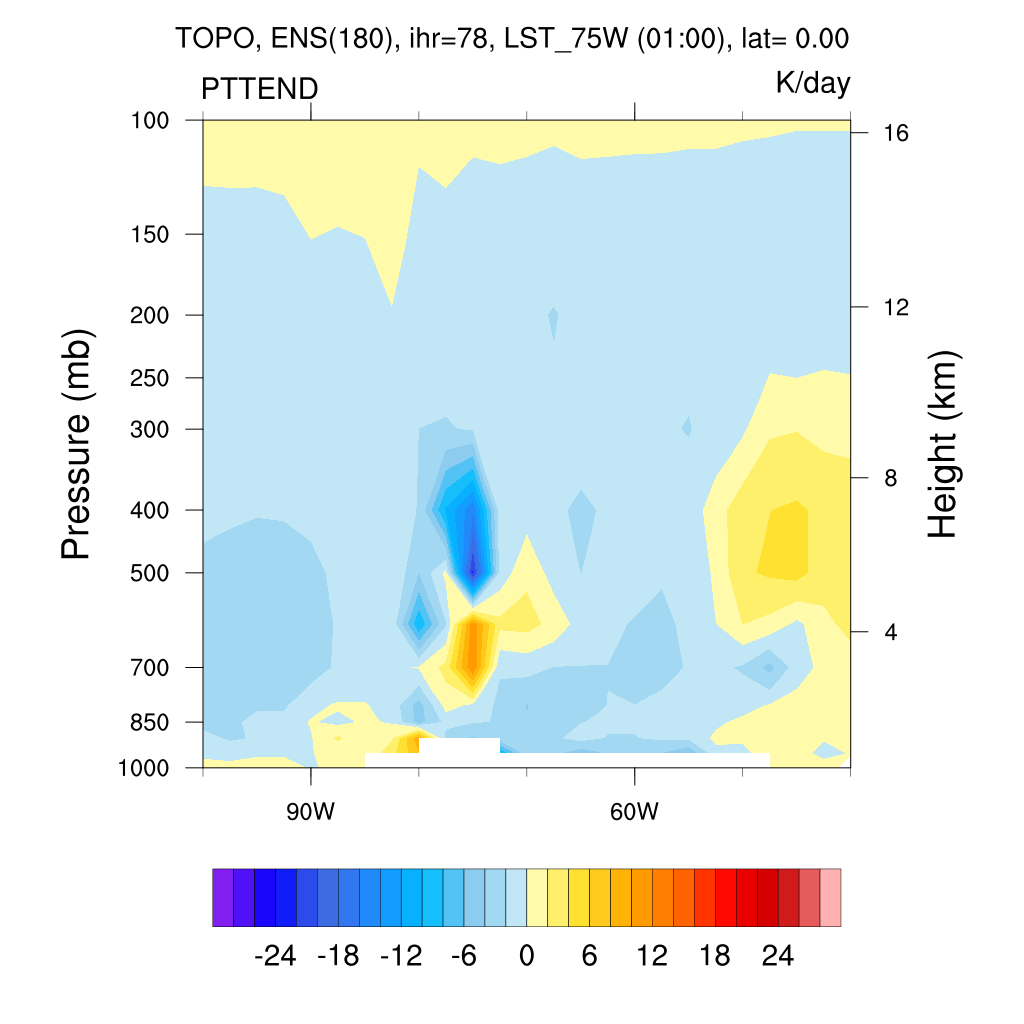 TOPO, ENS(180), ihr=78, LST_75W (01:00), lat= 0.00
PTTEND K/day
100 16
150
200 12
250
300
400 8
500
700 4
850
1000
Pressure (mb)
Height (km)
90W 60W
-24 -18 -12 -6 0 6 12 18 24